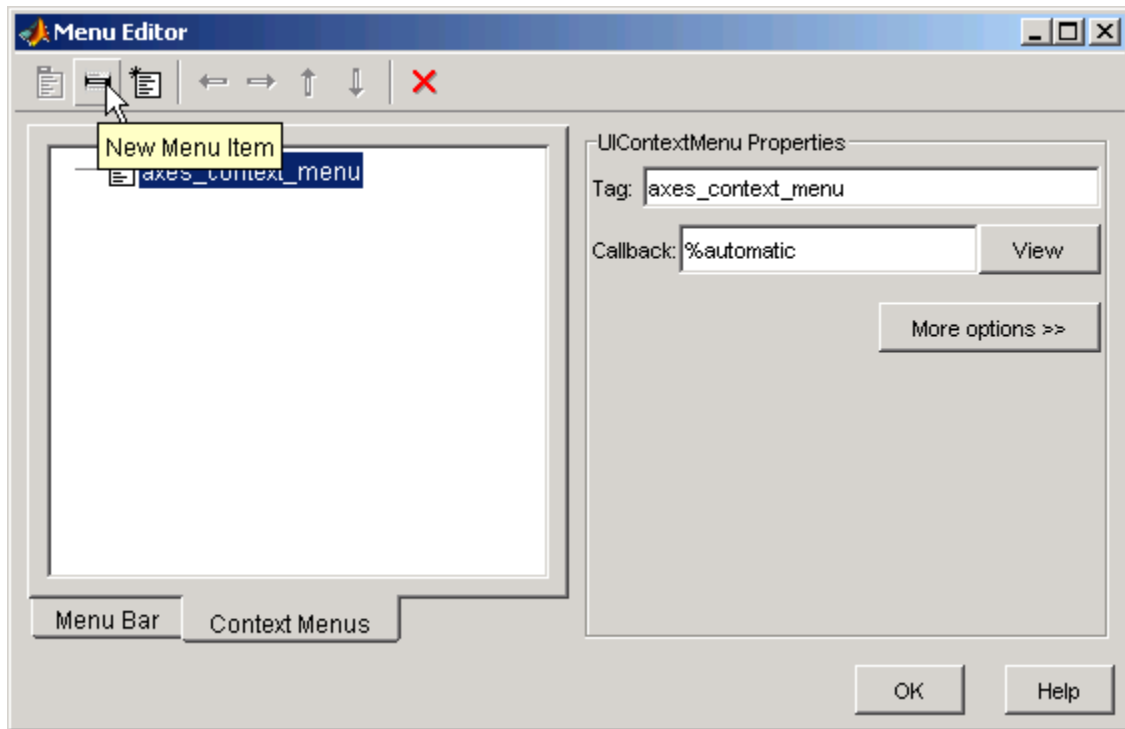 Menu Editor
New Menu Item
axes_context_menu
UIContextMenu Properties
Tag: axes_context_menu
Callback: %automatic View
More options >>
Menu Bar Context Menus
OK Help